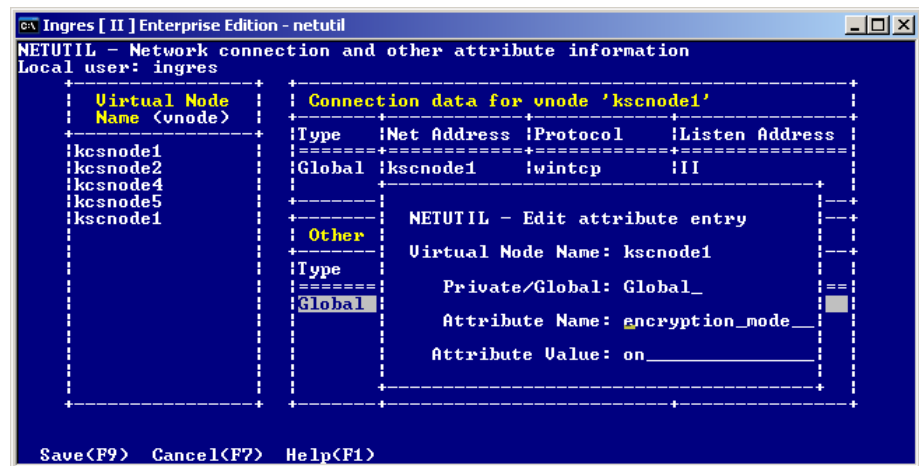 Ingres [ II ] Enterprise Edition - netutil
NETUTIL - Network connection and other attribute information
Local user: ingres
Virtual Node
Name (vnode)
Connection data for vnode 'kscnode1'
Type Net Address Protocol Listen Address
kcsnode1
kcsnode2
kcsnode4
kcsnode5
kscnode1
Global kscnode1 wintcp II
Other
Type
Global
NETUTIL - Edit attribute entry
Virtual Node Name: kscnode1
Private/Global: Global_
Attribute Name: encryption_mode__
Attribute Value: on_________________
Save(F9) Cancel(F7) Help(F1)